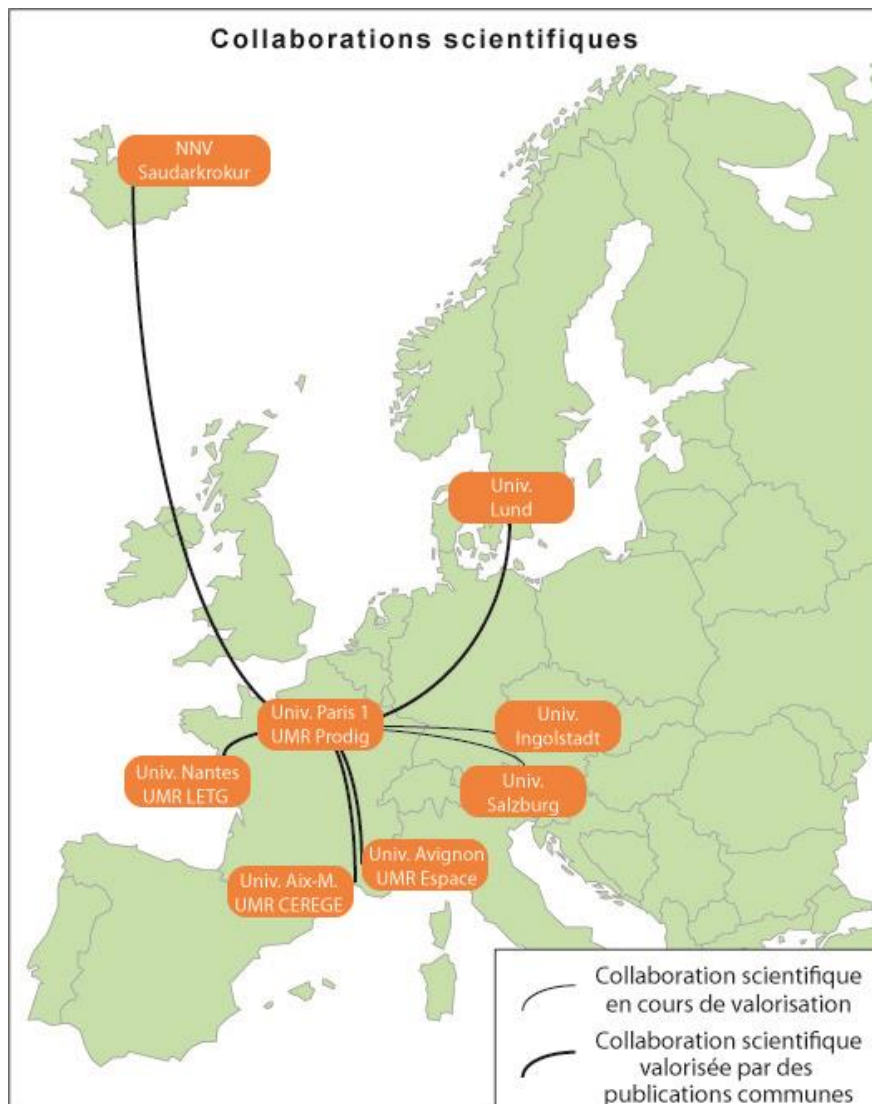 Collaborations scientifiques
NNV
Saudarkrokur
Univ.
Lund
Univ. Paris 1
UMR Prodig
Univ.
Ingolstadt
Univ. Nantes
UMR LETG
Univ.
Salzburg
Univ. Avignon
UMR Espace
Univ. Aix-M.
UMR CEREGE
Collaboration scientifique
en cours de valorisation
Collaboration scientifique
valorisée par des
publications communes